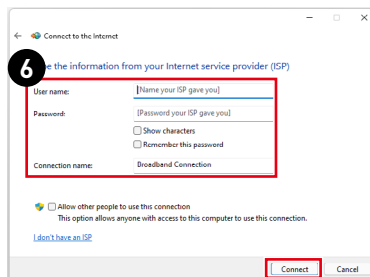 Connect to the Internet
6
e the information from your Internet service provider (ISP)
User name:
[Name your ISP gave you]
Password:
[Password your ISP gave you]
Show characters
Remember this password
Connection name:
Broadband Connection
Allow other people to use this connection
This option allows anyone with access to this computer to use this connection.
I don't have an ISP
Connect
Cancel